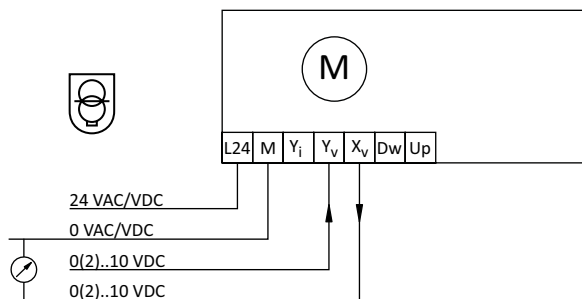 M
L24 M Yi Yv Xv Dw Up
24 VAC/VDC
0 VAC/VDC
0(2)..10 VDC
0(2)..10 VDC